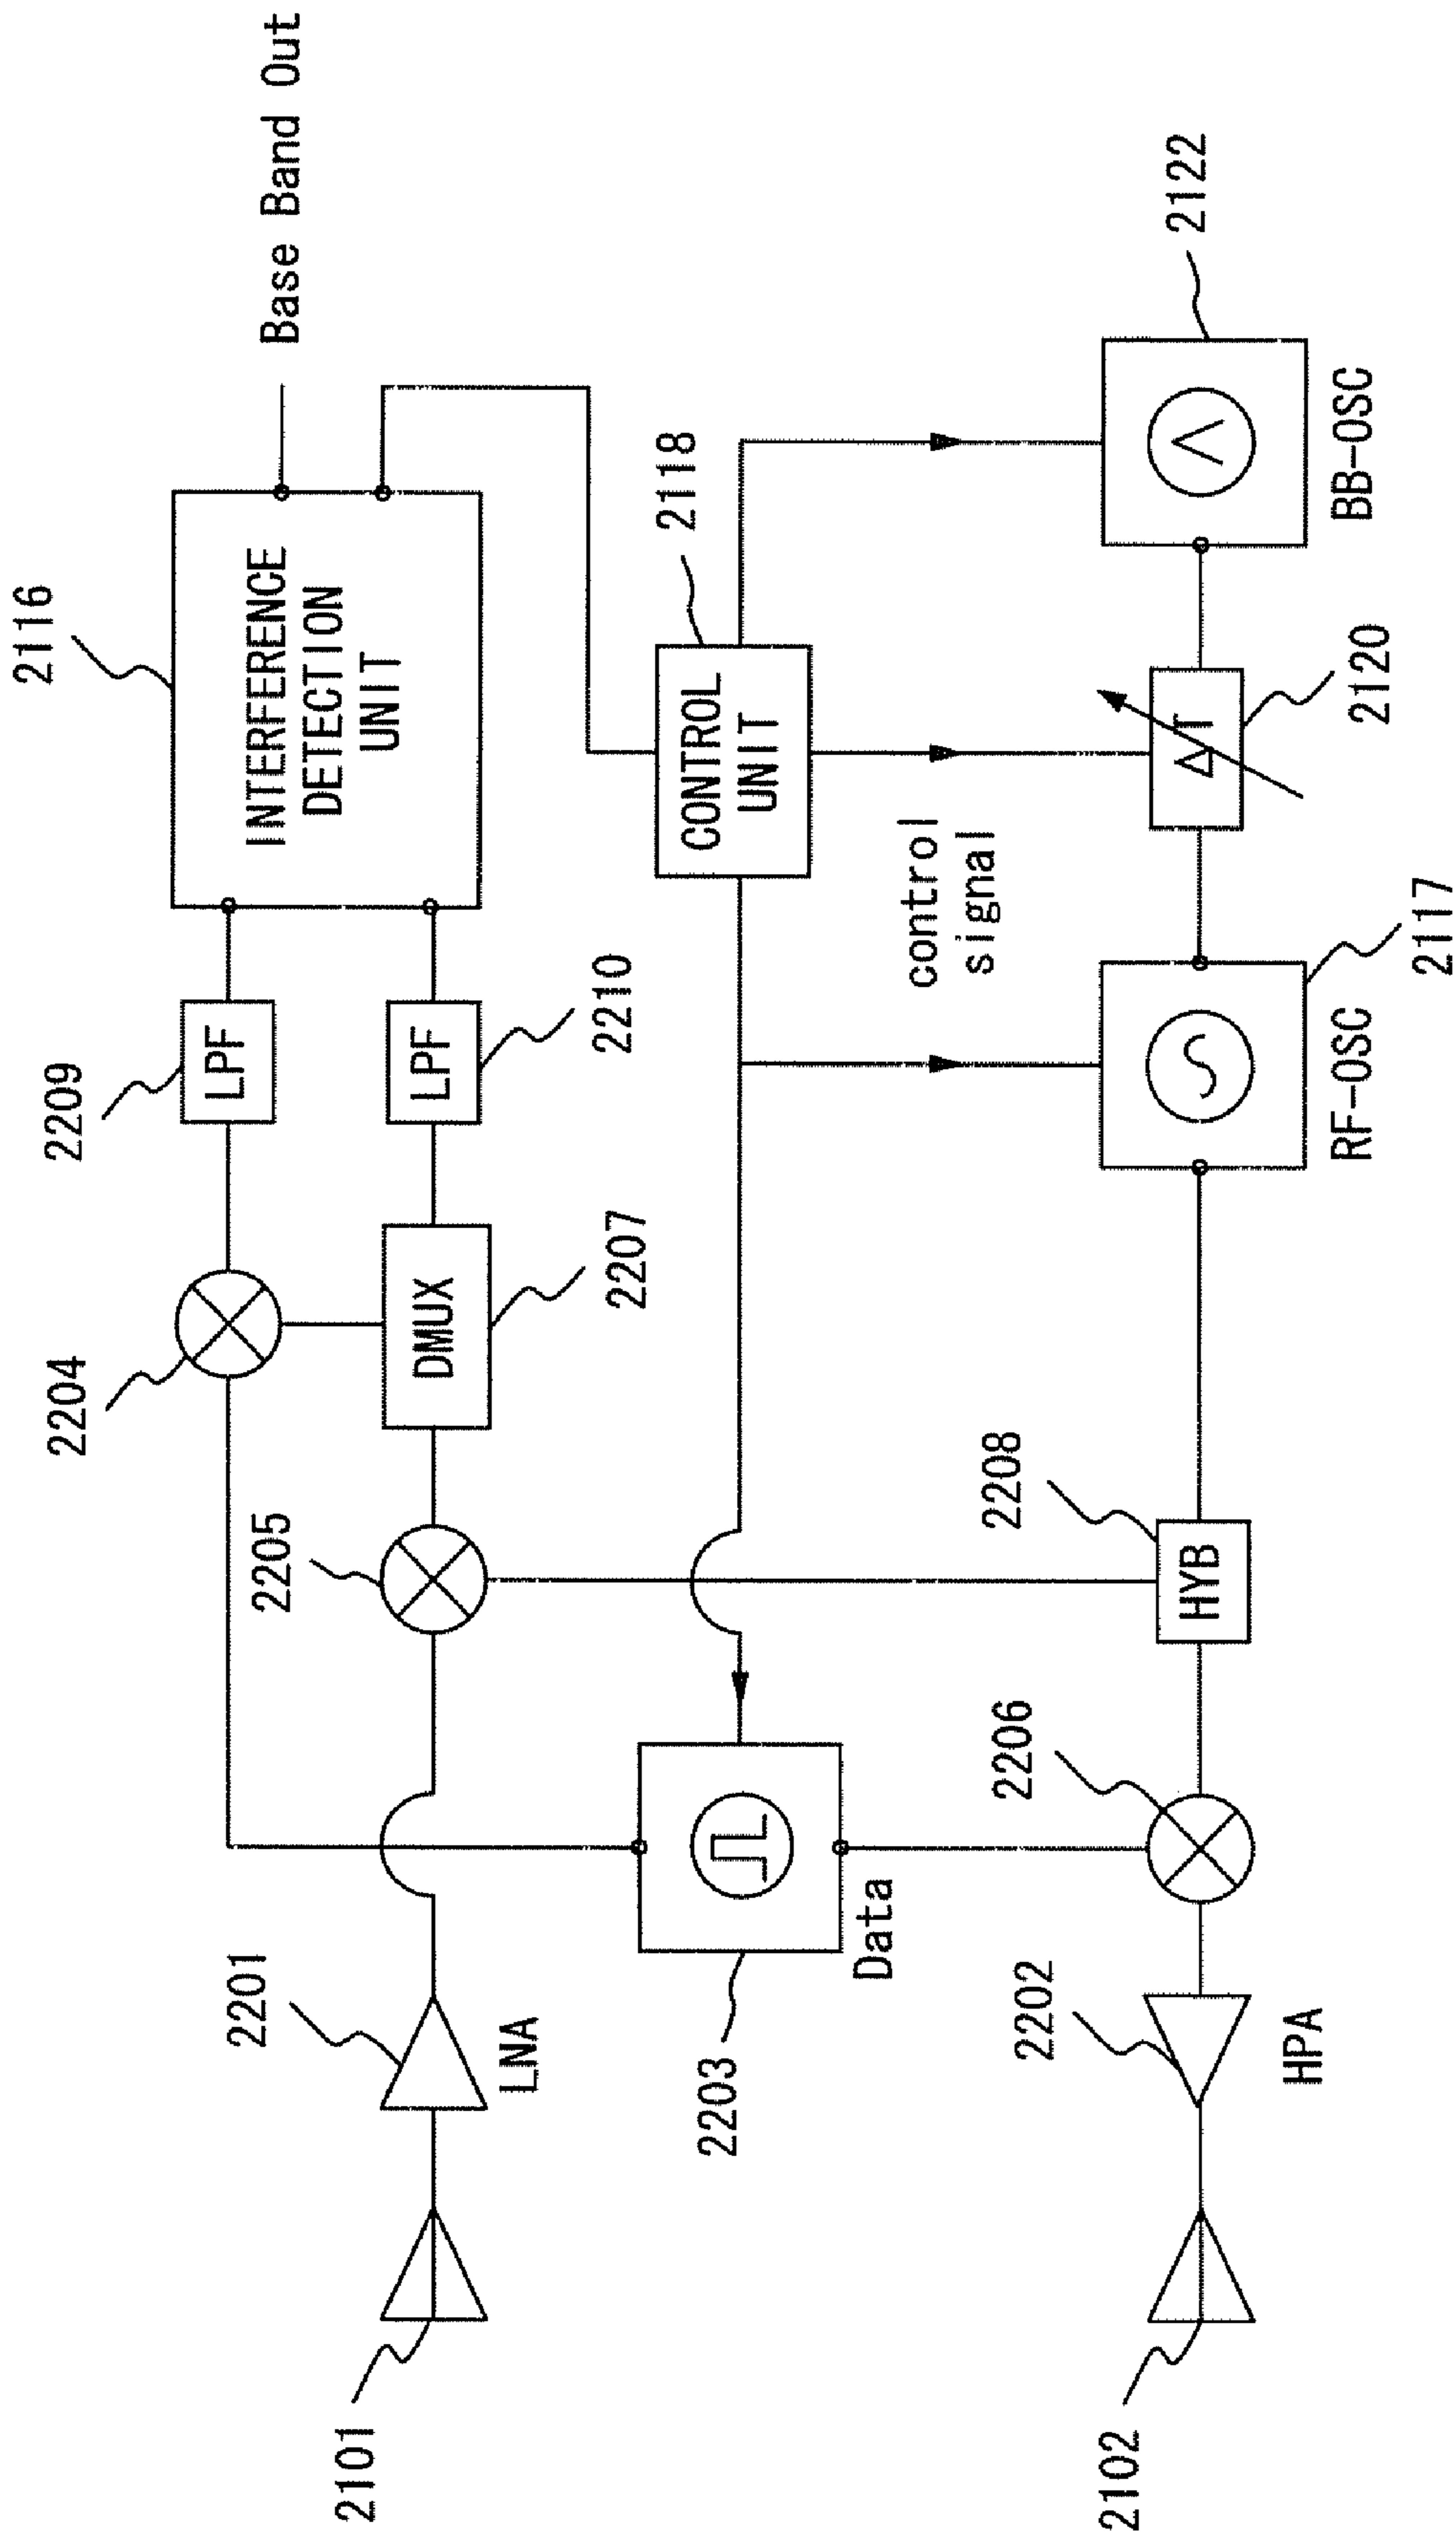 2116
Base Band Out
2209
LPF
2204
INTERFERENCE
DETECTION
UNIT
2210
LPF
2205
DMUX
2207
2201
LNA
2101
2118
CONTROL
UNIT
2203
Data
control
signal
2208
HYB
2206
2202
HPA
2102
RF-OSC
2117
ΔT
2120
BB-OSC
2122